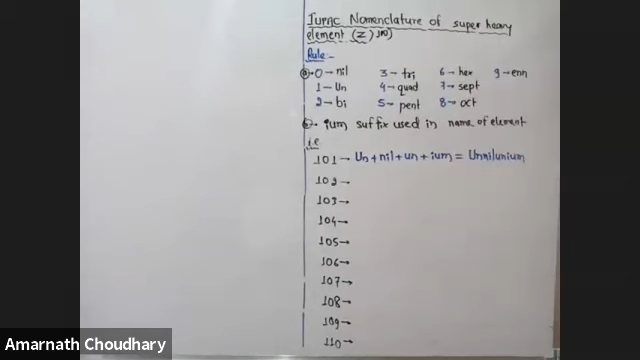 IUPAC Nomenclature of super heavy
element (Z>100)
Rule:-
(a) 0 → nil 3 → tri 6 → hex 9 → enn
1 → Un 4 → quad 7 → sept
2 → bi 5 → pent 8 → oct
(b) → ium suffix used in name of element
i.e
101 → Un + nil + un + ium = Unnilunium
102 →
103 →
104 →
105 →
106 →
107 →
108 →
109 →
110 →
Amarnath Choudhary